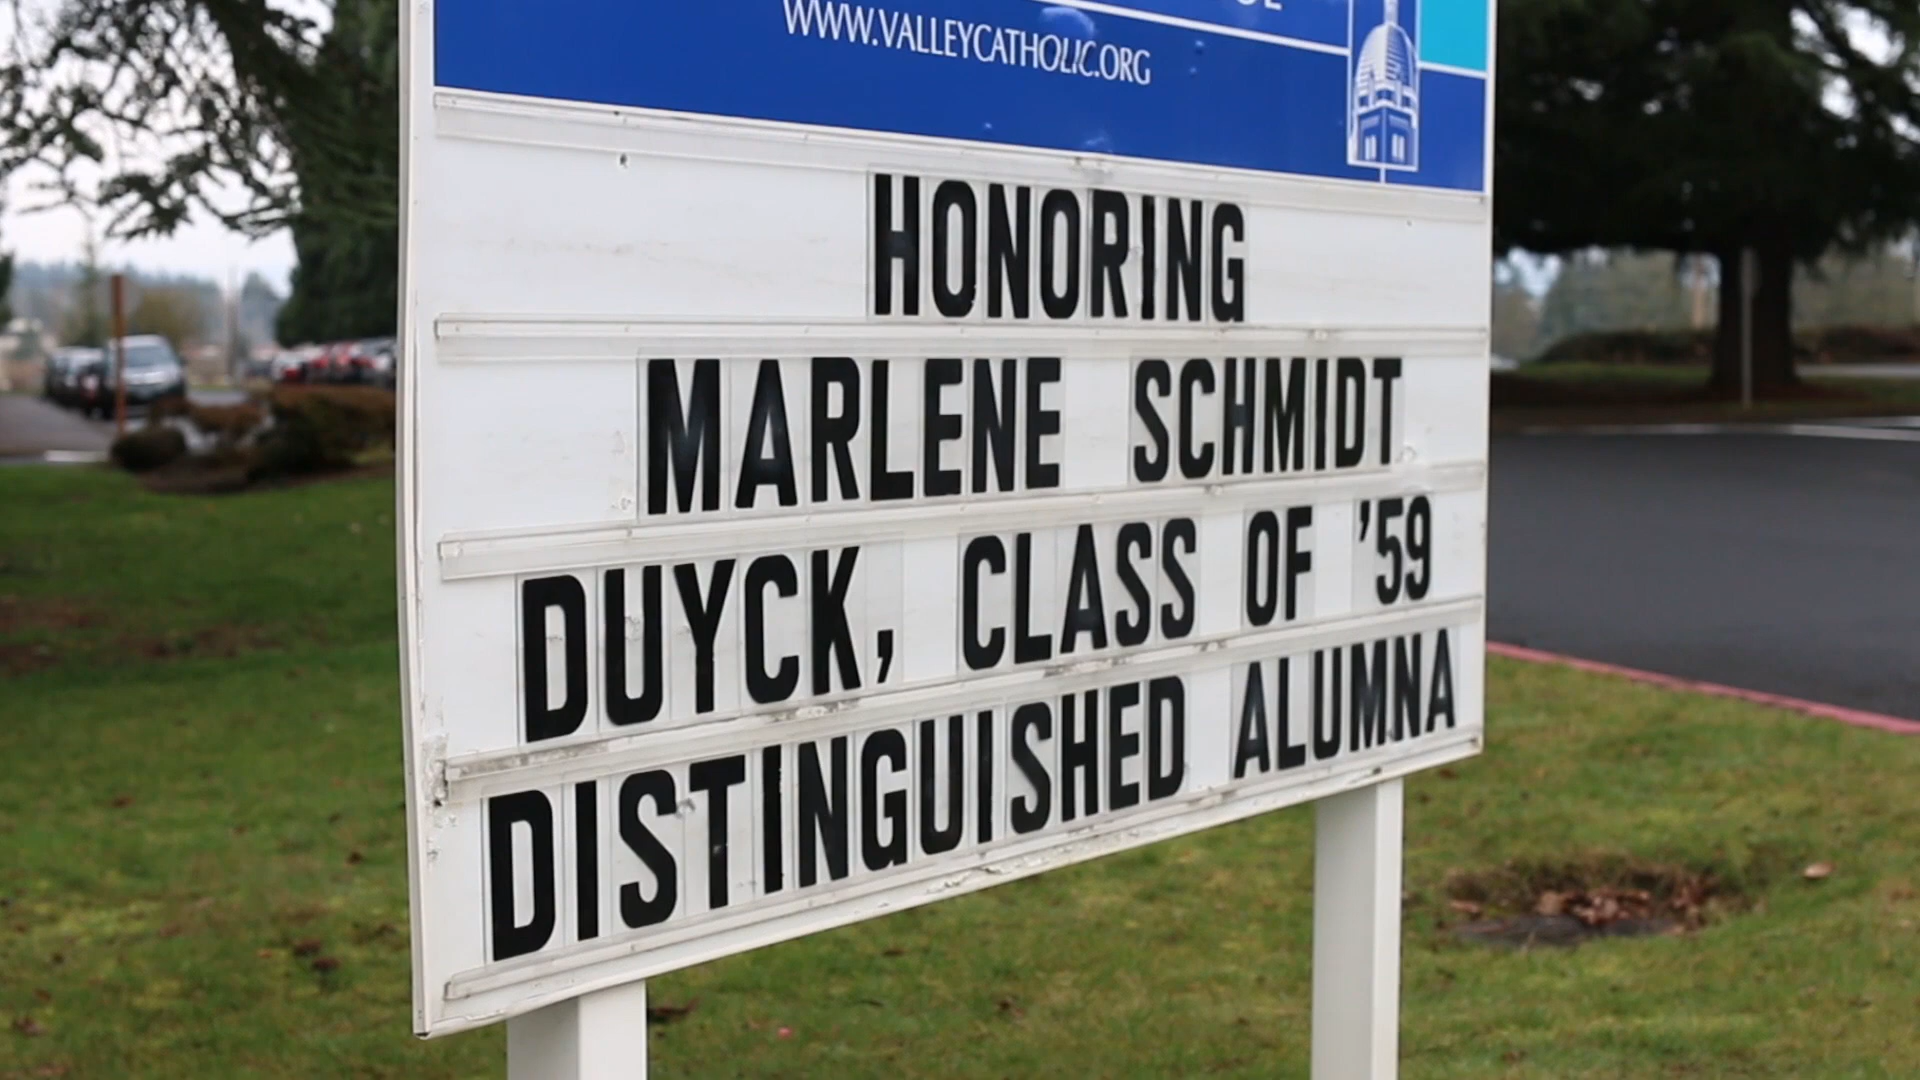 WWW.VALLEYCATHOLIC.ORG
HONORING
MARLENE SCHMIDT
DUYCK, CLASS OF '59
DISTINGUISHED ALUMNA